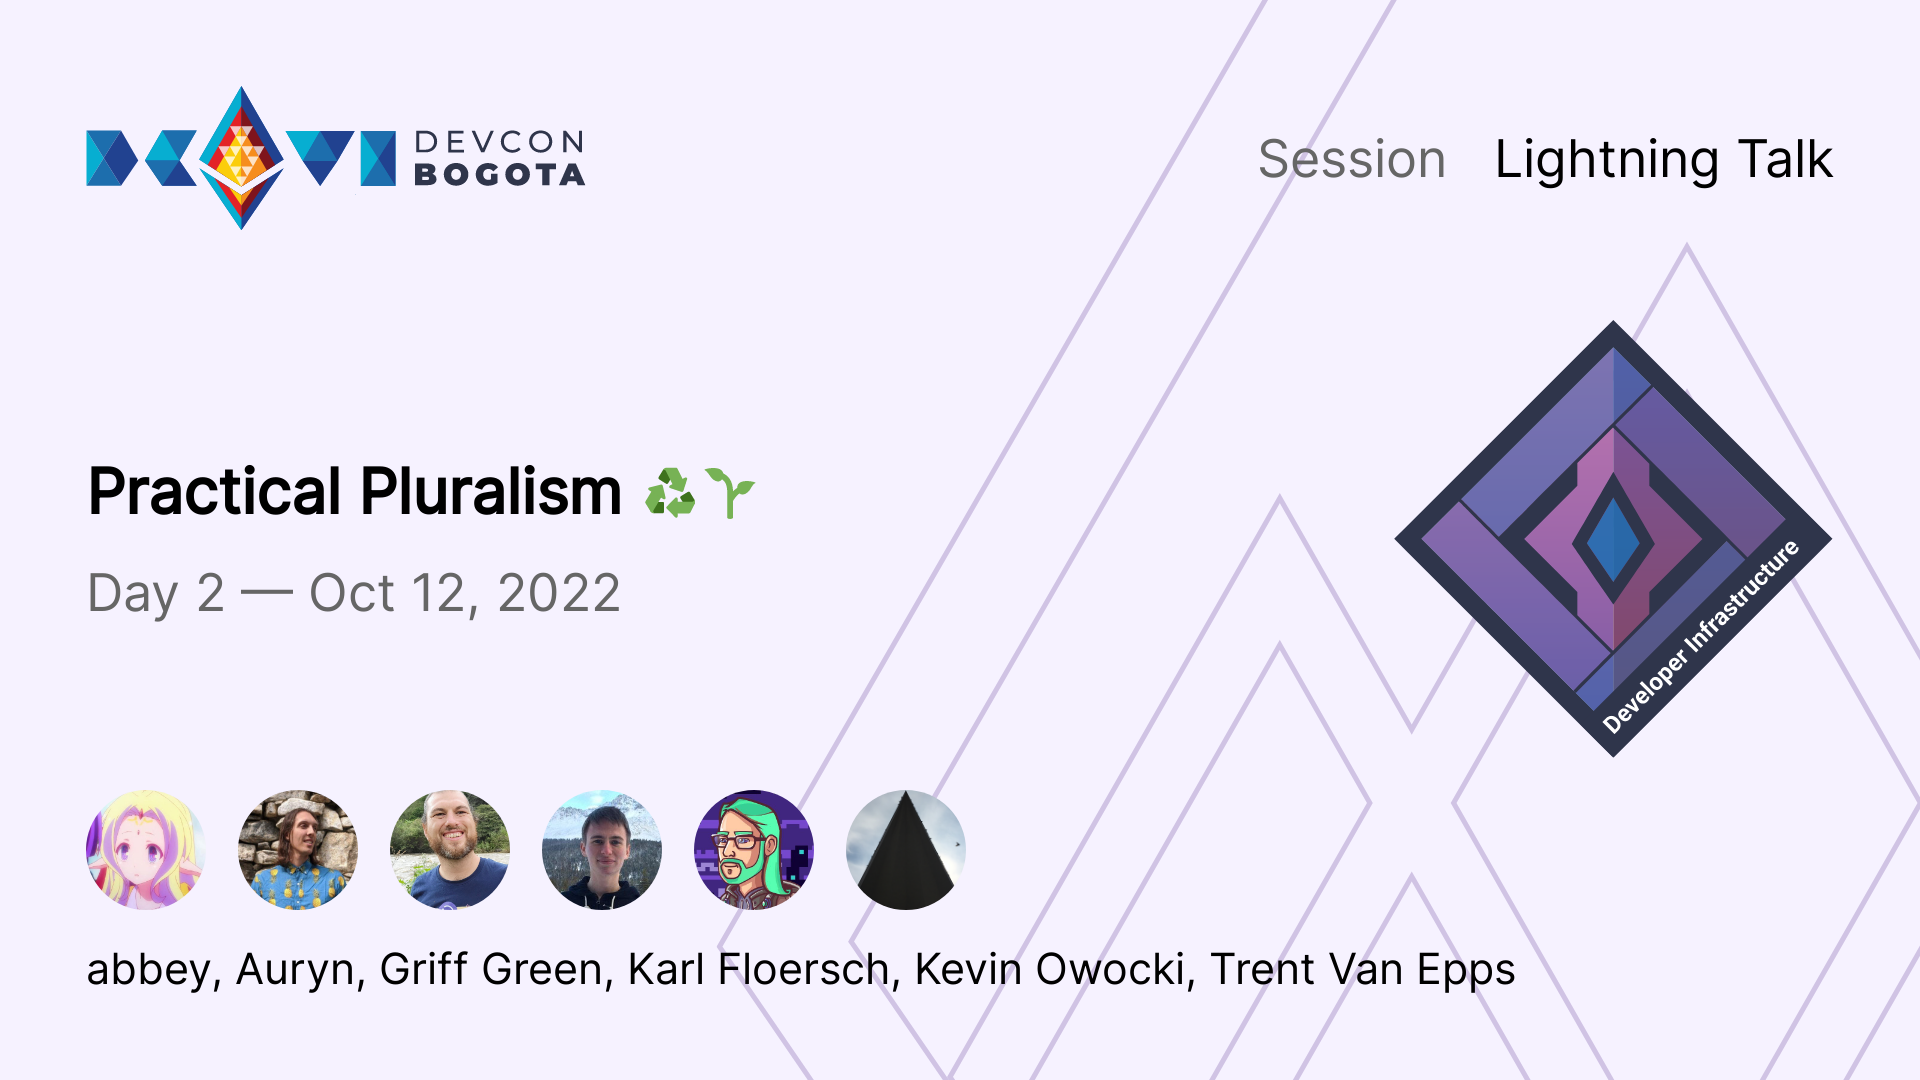 DEVCON
BOGOTA
Session Lightning Talk
Practical Pluralism ♻️🌱
Day 2 — Oct 12, 2022
Developer Infrastructure
abbey, Auryn, Griff Green, Karl Floersch, Kevin Owocki, Trent Van Epps